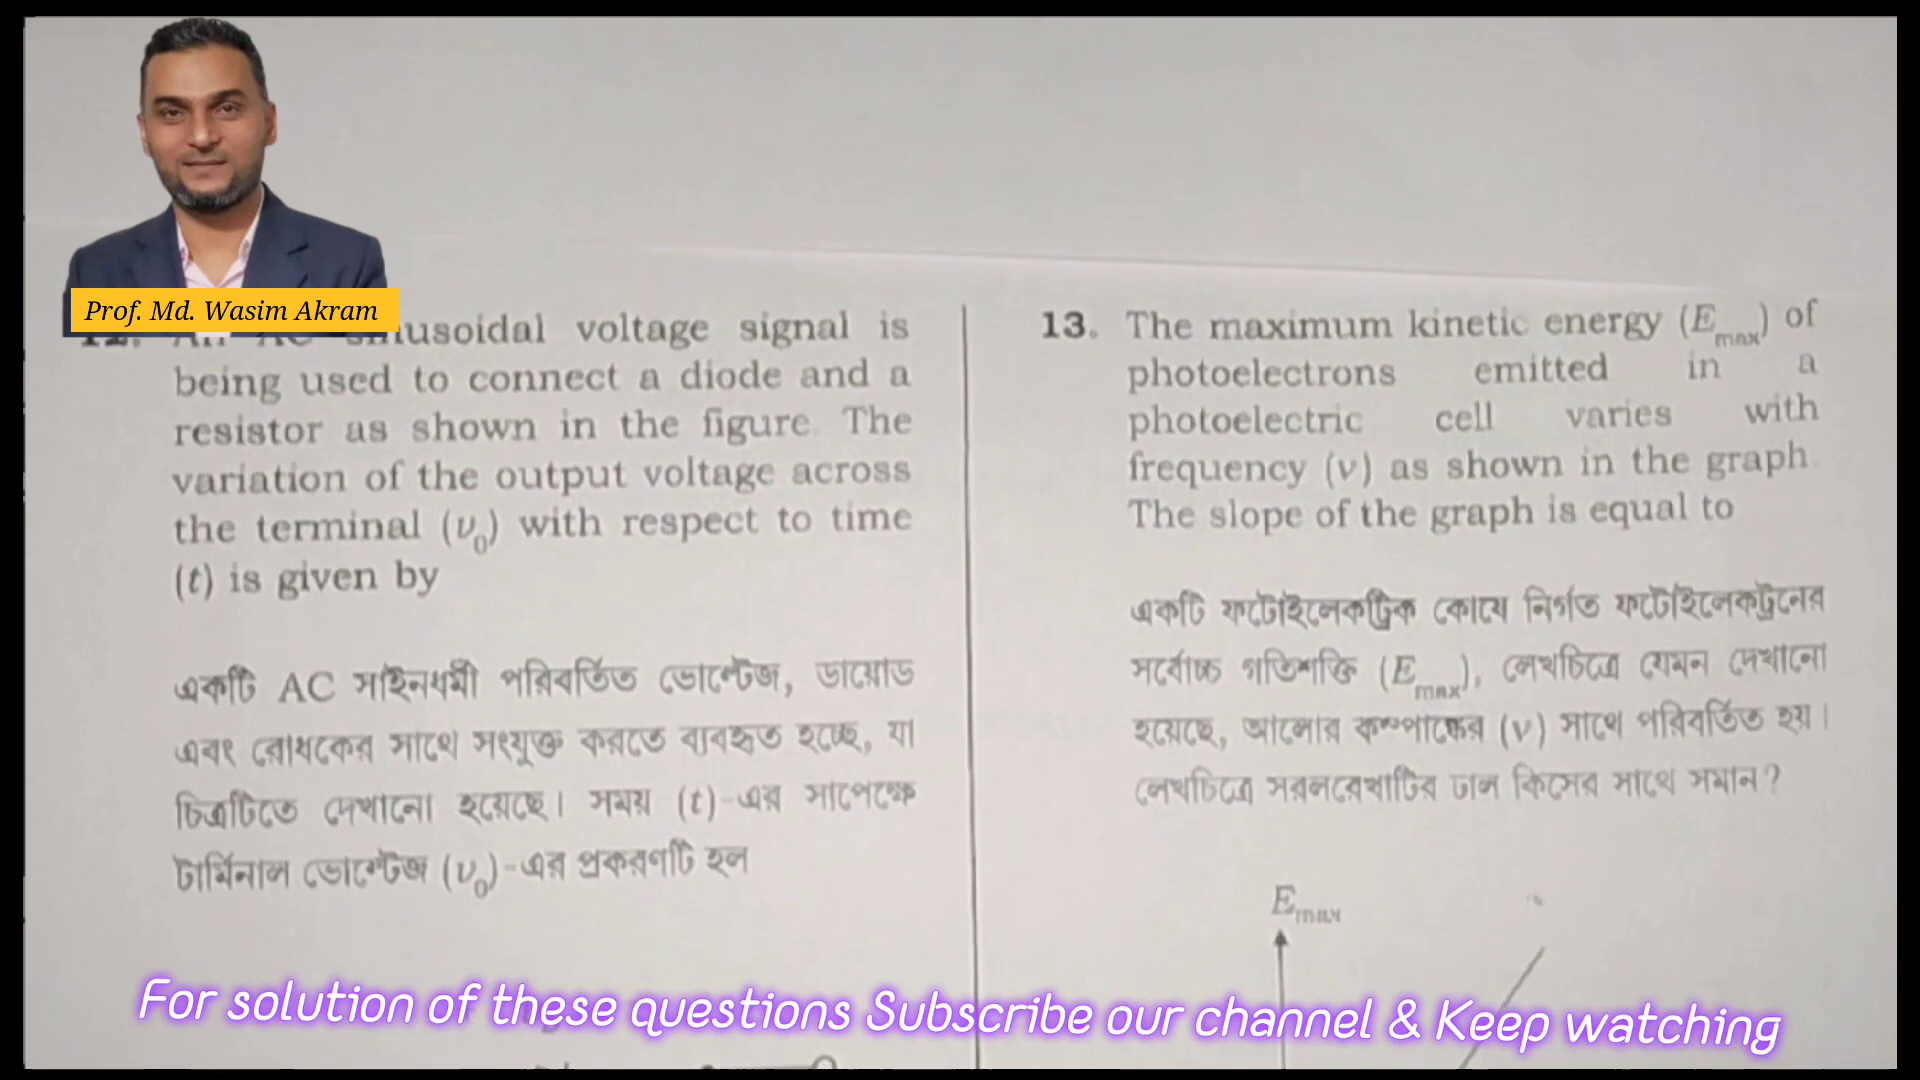 Prof. Md. Wasim Akram
12. An AC sinusoidal voltage signal is
being used to connect a diode and a
resistor as shown in the figure. The
variation of the output voltage across
the terminal (v₀) with respect to time
(t) is given by
একটি AC সাইনধর্মী পরিবর্তিত ভোল্টেজ, ডায়োড
এবং রোধকের সাথে সংযুক্ত করতে ব্যবহৃত হচ্ছে, যা
চিত্রটিতে দেখানো হয়েছে। সময় (t)-এর সাপেক্ষে
টার্মিনাল ভোল্টেজ (v₀)-এর প্রকরণটি হল
13. The maximum kinetic energy (Eₘₐₓ) of
photoelectrons emitted in a
photoelectric cell varies with
frequency (ν) as shown in the graph.
The slope of the graph is equal to
একটি ফটোইলেকট্রিক কোষে নির্গত ফটোইলেকট্রনের
সর্বোচ্চ গতিশক্তি (Eₘₐₓ), লেখচিত্রে যেমন দেখানো
হয়েছে, আলোর কম্পাঙ্কের (ν) সাথে পরিবর্তিত হয়।
লেখচিত্রে সরলরেখাটির ঢাল কিসের সাথে সমান?
Eₘₐₓ
For solution of these questions Subscribe our channel & Keep watching